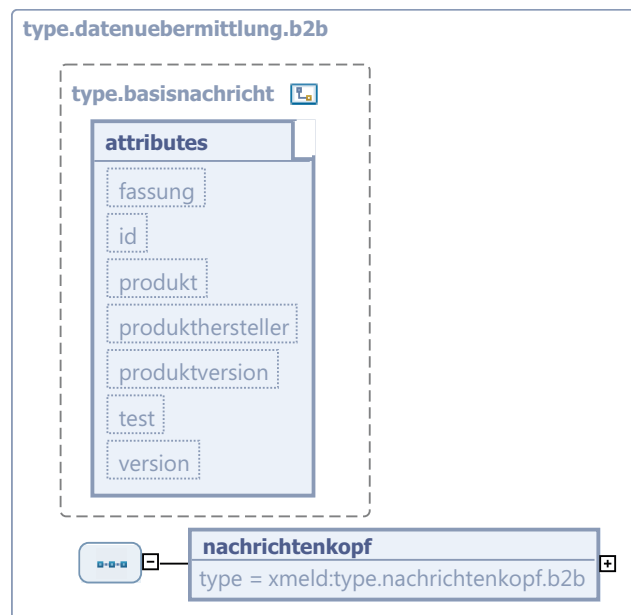 type.datenuebermittlung.b2b
type.basisnachricht
attributes
fassung
id
produkt
produkthersteller
produktversion
test
version
nachrichtenkopf
type = xmeld:type.nachrichtenkopf.b2b